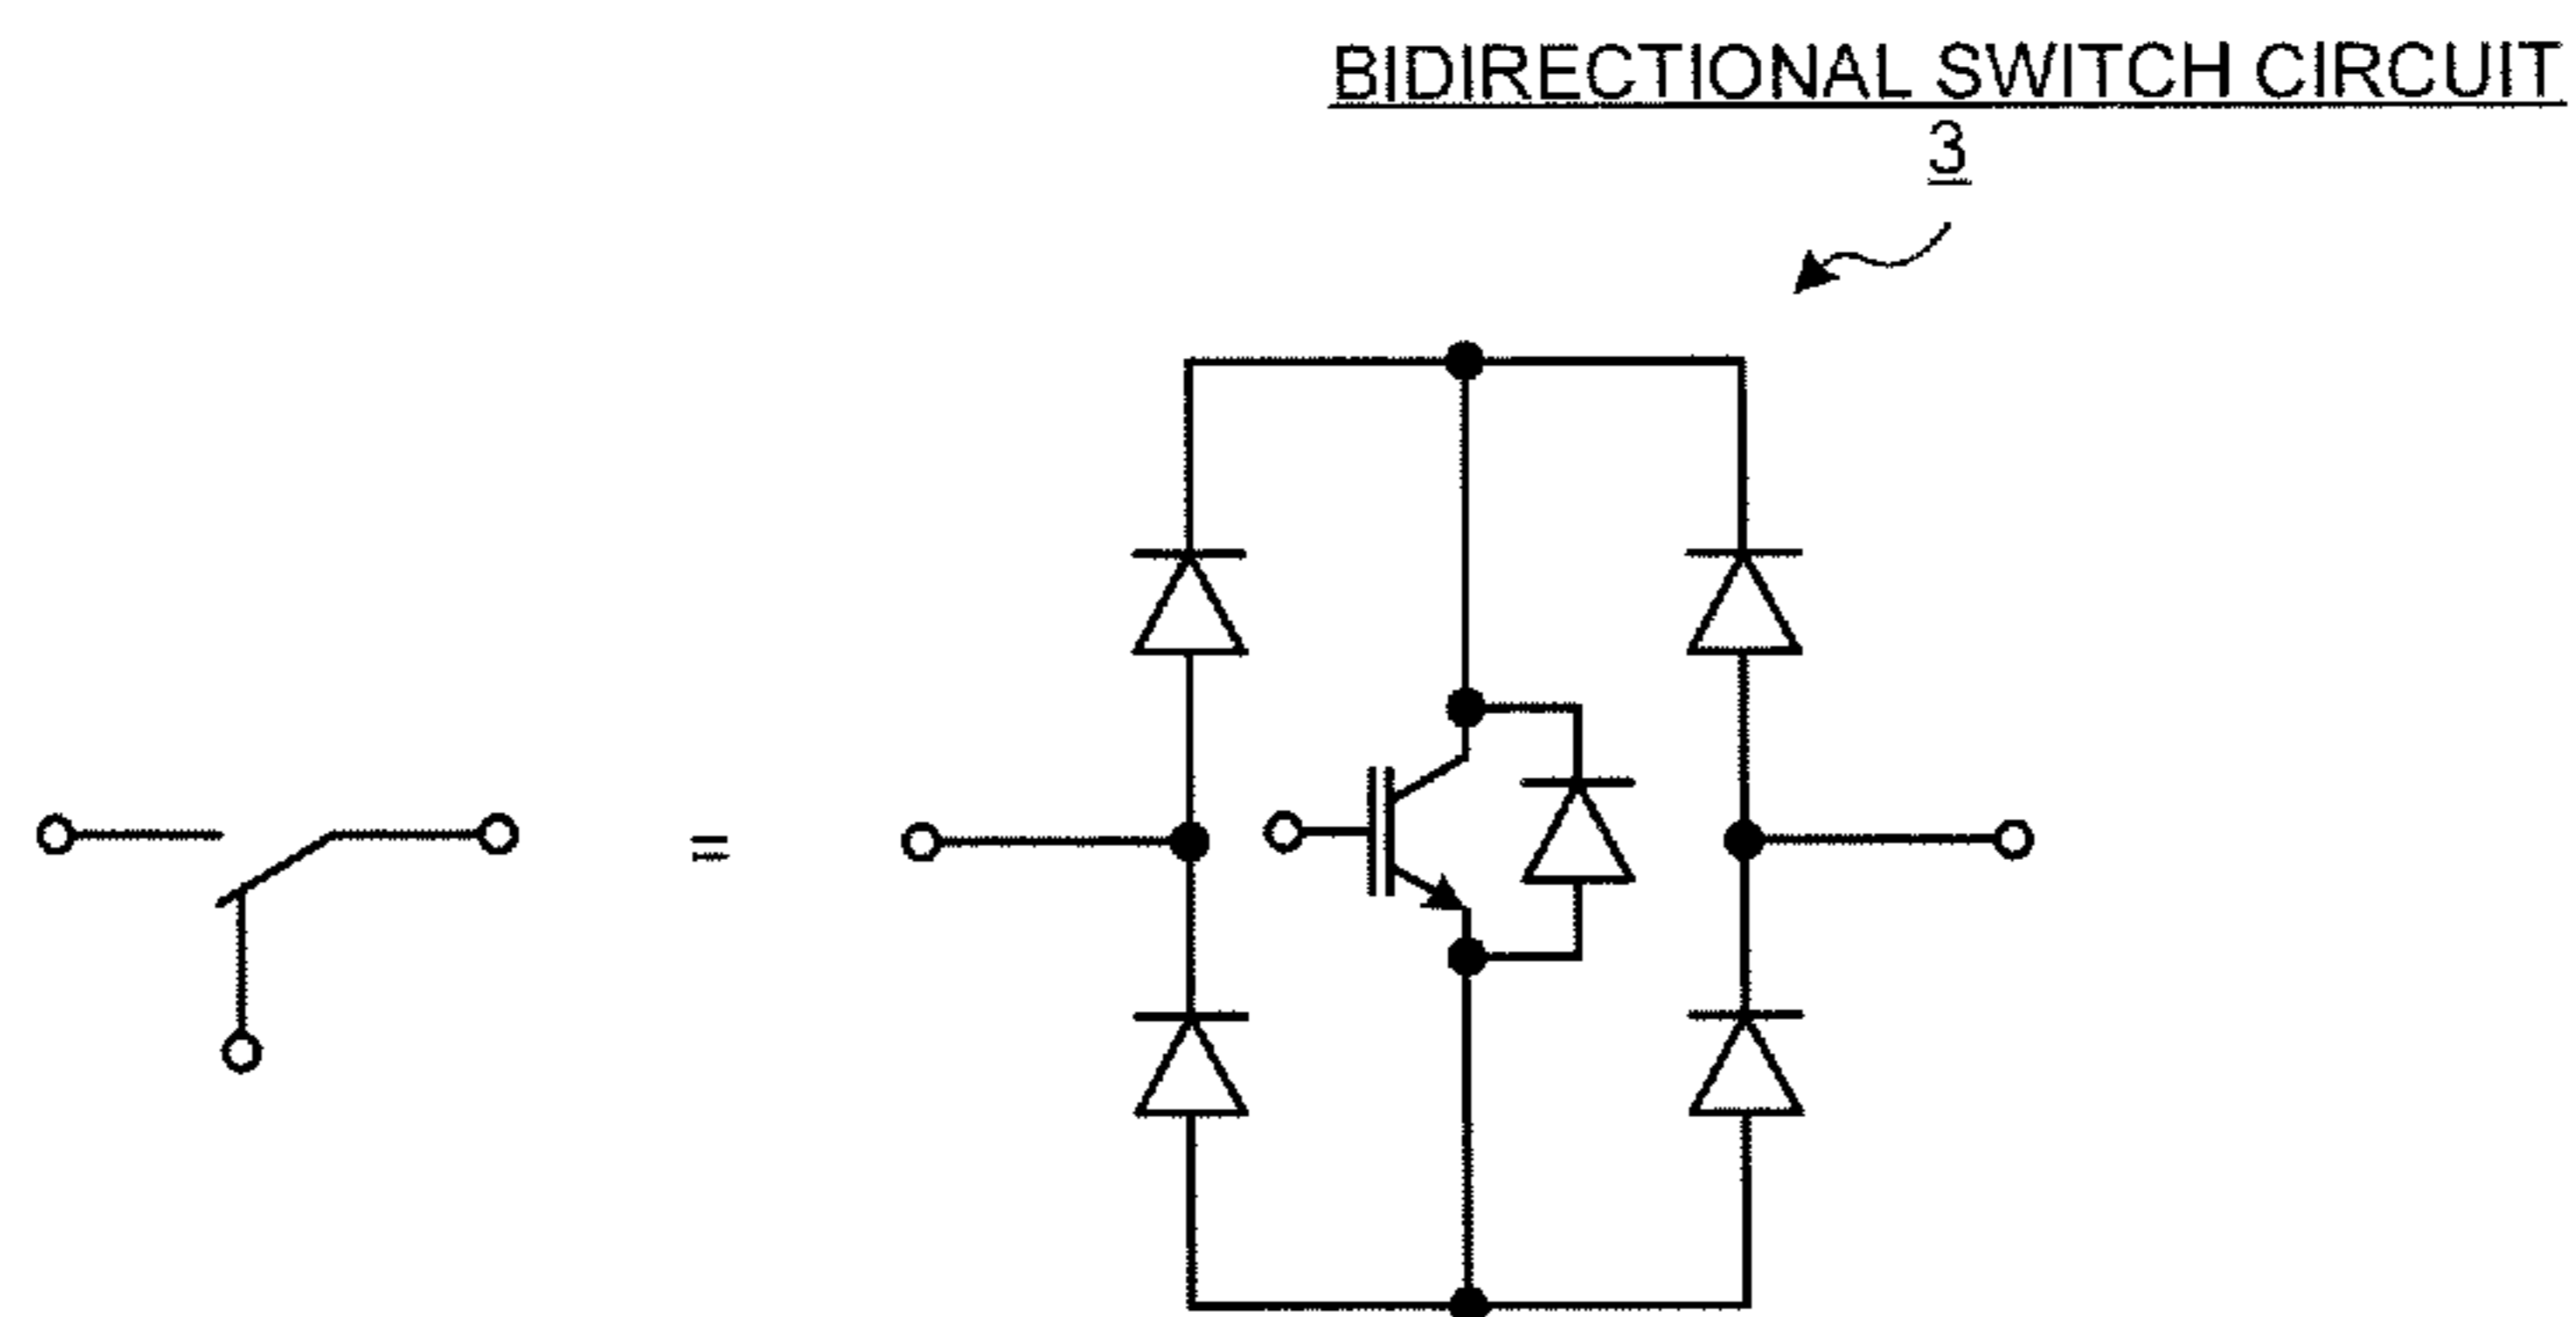 BIDIRECTIONAL SWITCH CIRCUIT
3
=